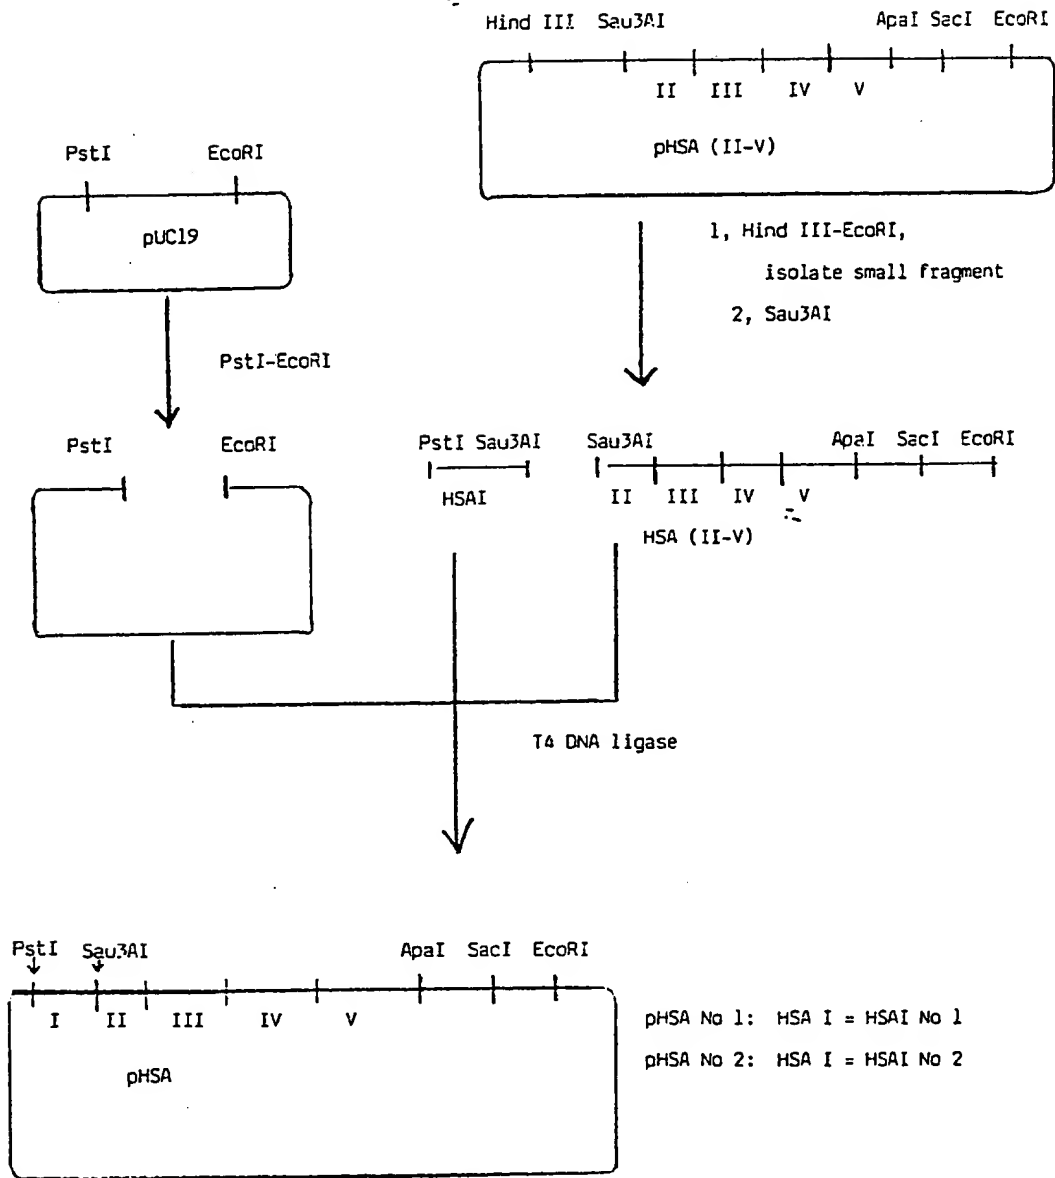 Hind III Sau3AI ApaI SacI EcoRI
II III IV V
pHSA (II-V)
PstI EcoRI
pUC19
1, Hind III-EcoRI,
isolate small fragment
2, Sau3AI
PstI-EcoRI
PstI EcoRI
PstI Sau3AI
Sau3AI ApaI SacI EcoRI
HSAI
II III IV V
HSA (II-V)
T4 DNA ligase
PstI Sau3AI ApaI SacI EcoRI
I II III IV V
pHSA
pHSA No 1: HSA I = HSAI No 1
pHSA No 2: HSA I = HSAI No 2